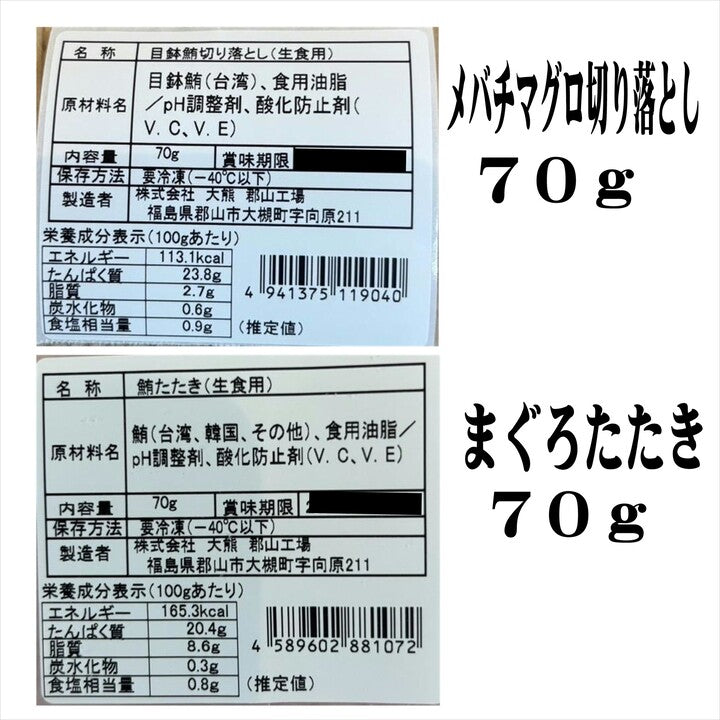 名 称 目鉢鮪切り落とし(生食用)
原材料名 目鉢鮪(台湾)、食用油脂
/pH調整剤、酸化防止剤(
V.C、V.E)
内容量 70g 賞味期限
保存方法 要冷凍(-40℃以下)
製造者 株式会社 大熊 郡山工場
福島県郡山市大槻町字向原211
栄養成分表示(100gあたり)
エネルギー 113.1kcal
たんぱく質 23.8g
脂質 2.7g
炭水化物 0.6g
食塩相当量 0.9g (推定値)
4 941375 119040
メバチマグロ切り落とし
70g
名 称 鮪たたき(生食用)
原材料名 鮪(台湾、韓国、その他)、食用油脂/
pH調整剤、酸化防止剤(V.C、V.E)
内容量 70g 賞味期限
保存方法 要冷凍(-40℃以下)
製造者 株式会社 大熊 郡山工場
福島県郡山市大槻町字向原211
栄養成分表示(100gあたり)
エネルギー 165.3kcal
たんぱく質 20.4g
脂質 8.6g
炭水化物 0.3g
食塩相当量 0.8g (推定値)
4 589602 881072
まぐろたたき
70g